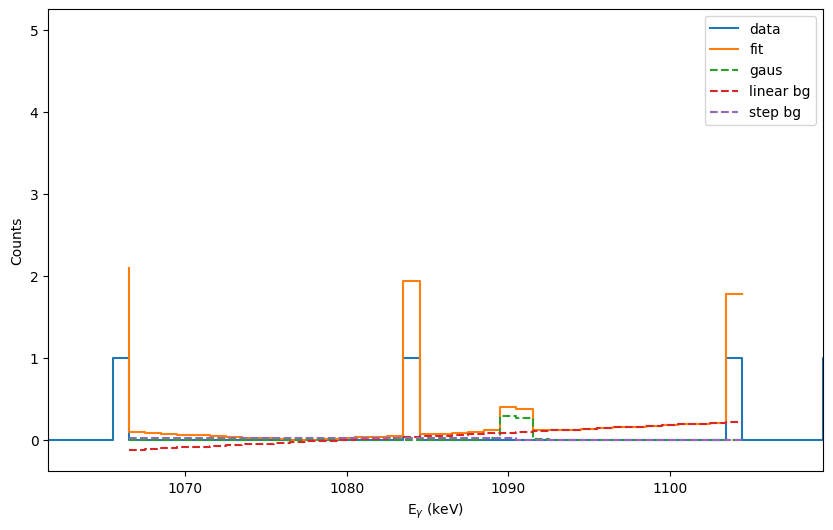 data
fit
gaus
linear bg
step bg
5
4
3
2
1
0
Counts
1070
1080
1090
1100
Eγ (keV)